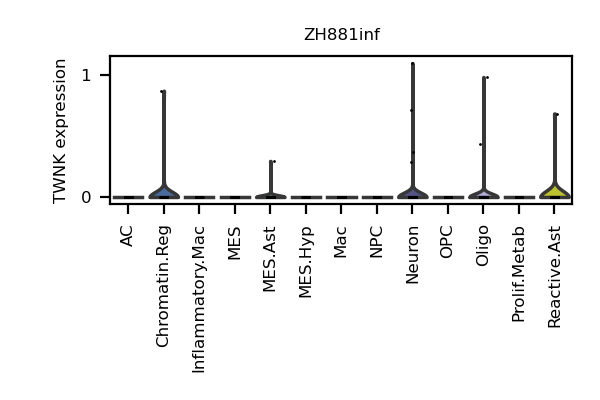 ZH881inf
TWNK expression
1
0
AC
Chromatin.Reg
Inflammatory.Mac
MES
MES.Ast
MES.Hyp
Mac
NPC
Neuron
OPC
Oligo
Prolif.Metab
Reactive.Ast